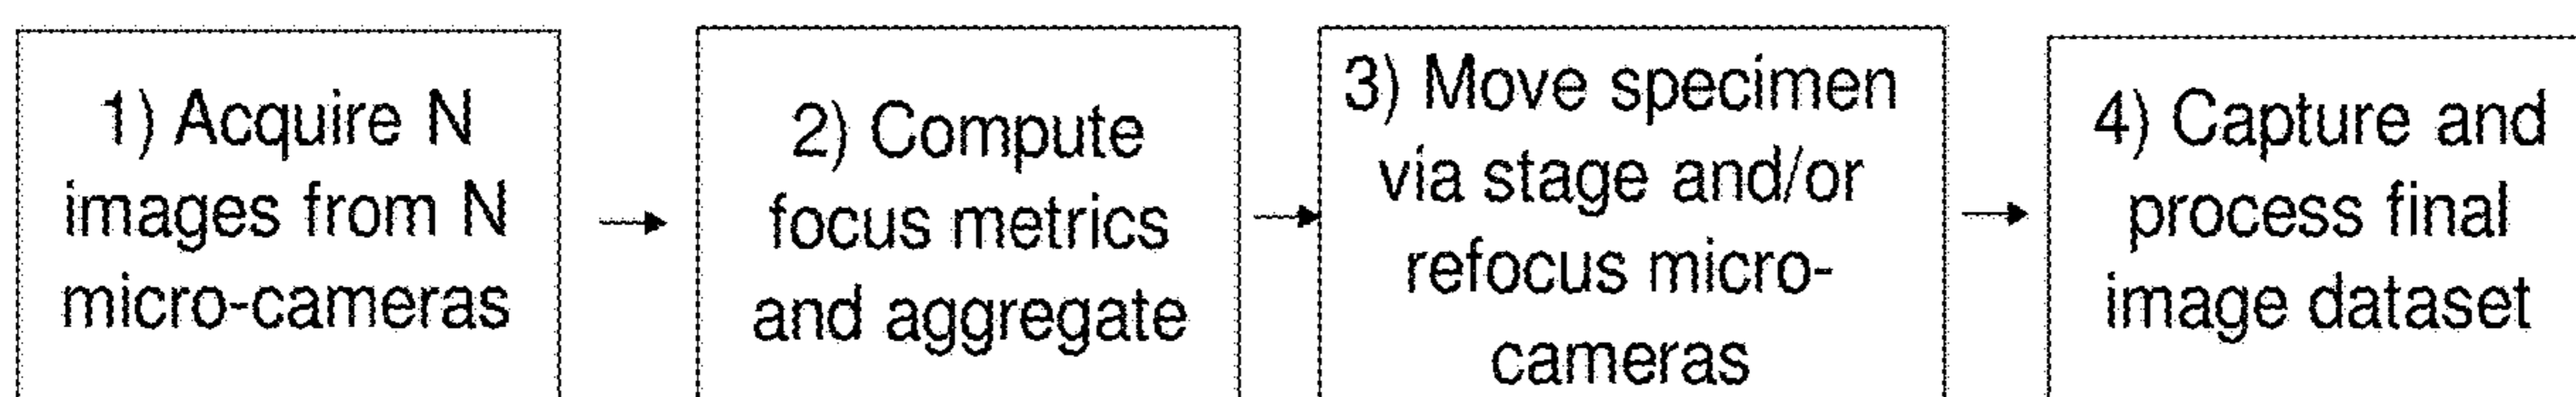 1) Acquire N
images from N
micro-cameras
2) Compute
focus metrics
and aggregate
3) Move specimen
via stage and/or
refocus micro-
cameras
4) Capture and
process final
image dataset